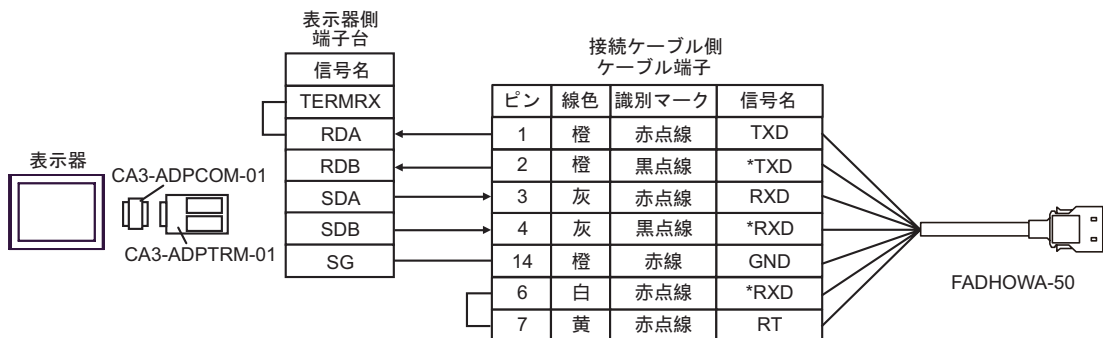 表示器側
端子台
信号名
TERMRX
RDA
RDB
SDA
SDB
SG
接続ケーブル側
ケーブル端子
ピン 線色 識別マーク 信号名
1 橙 赤点線 TXD
2 橙 黒点線 *TXD
3 灰 赤点線 RXD
4 灰 黒点線 *RXD
14 橙 赤線 GND
6 白 赤点線 *RXD
7 黄 赤点線 RT
表示器
CA3-ADPCOM-01
CA3-ADPTRM-01
FADHOWA-50